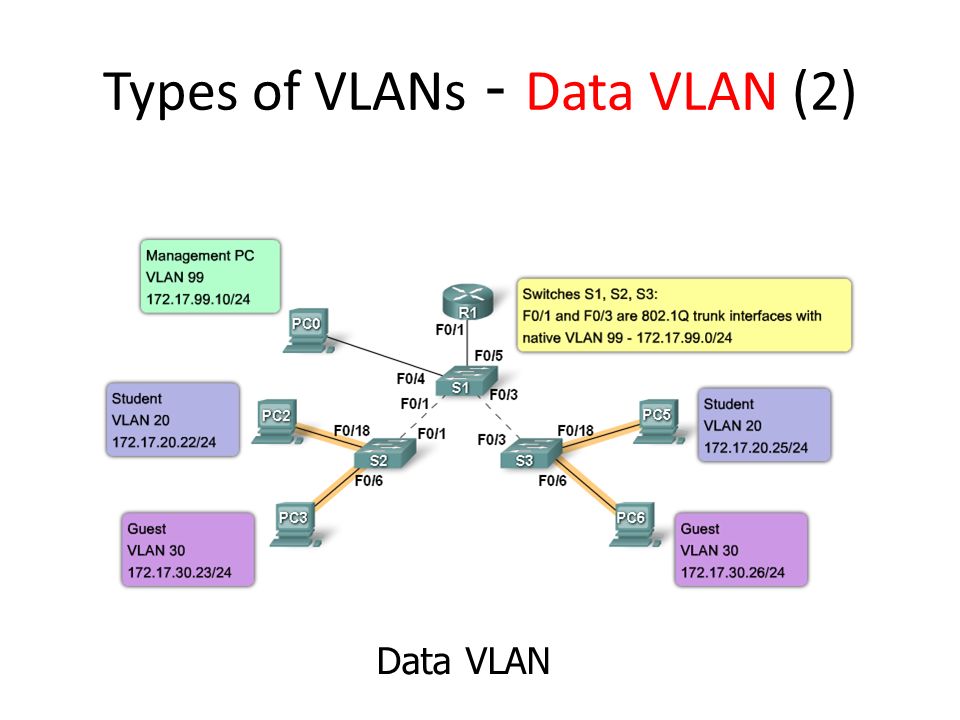 Types of VLANs - Data VLAN (2)
Management PC
VLAN 99
172.17.99.10/24
PC0
R1
F0/1
Switches S1, S2, S3:
F0/1 and F0/3 are 802.1Q trunk interfaces with
native VLAN 99 - 172.17.99.0/24
F0/5
F0/4
S1
F0/1
F0/3
Student
VLAN 20
172.17.20.22/24
PC2
F0/18
F0/1
S2
F0/6
F0/3
F0/18
S3
F0/6
PC5
Student
VLAN 20
172.17.20.25/24
Guest
VLAN 30
172.17.30.23/24
PC3
PC6
Guest
VLAN 30
172.17.30.26/24
Data VLAN